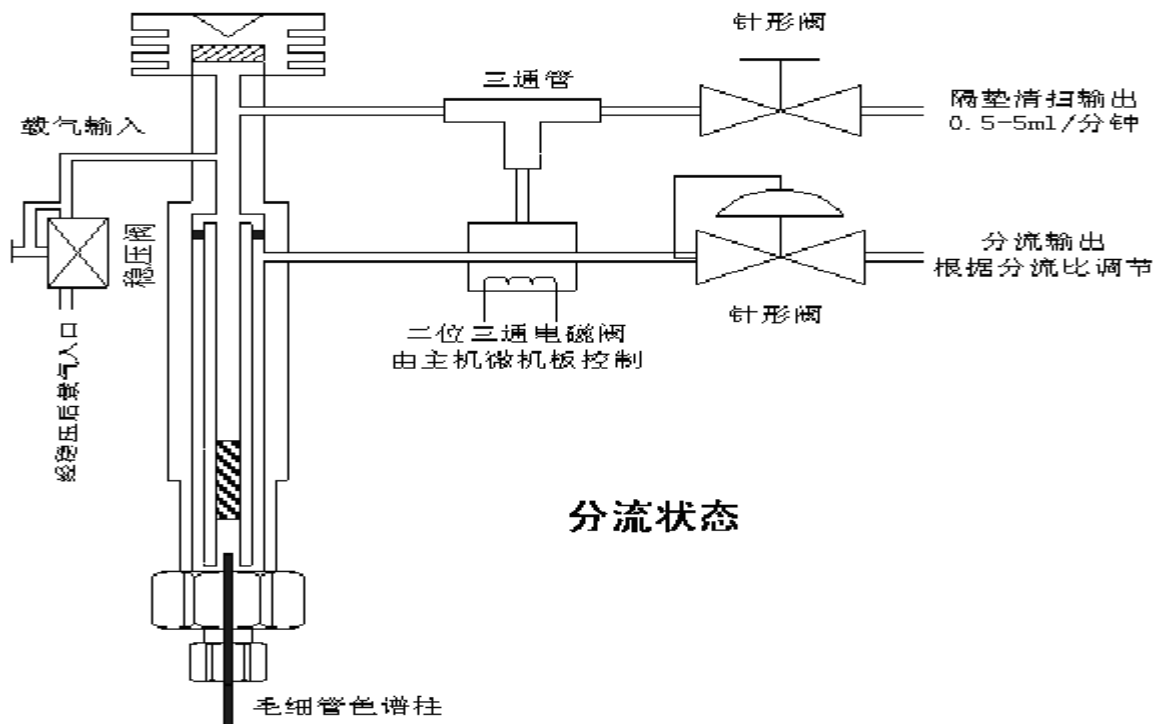 针形阀
三通管
隔垫清扫输出
0.5-5ml/分钟
载气输入
稳压阀
经稳压后载气入口
分流输出
根据分流比调节
针形阀
二位三通电磁阀
由主机微机板控制
分流状态
毛细管色谱柱